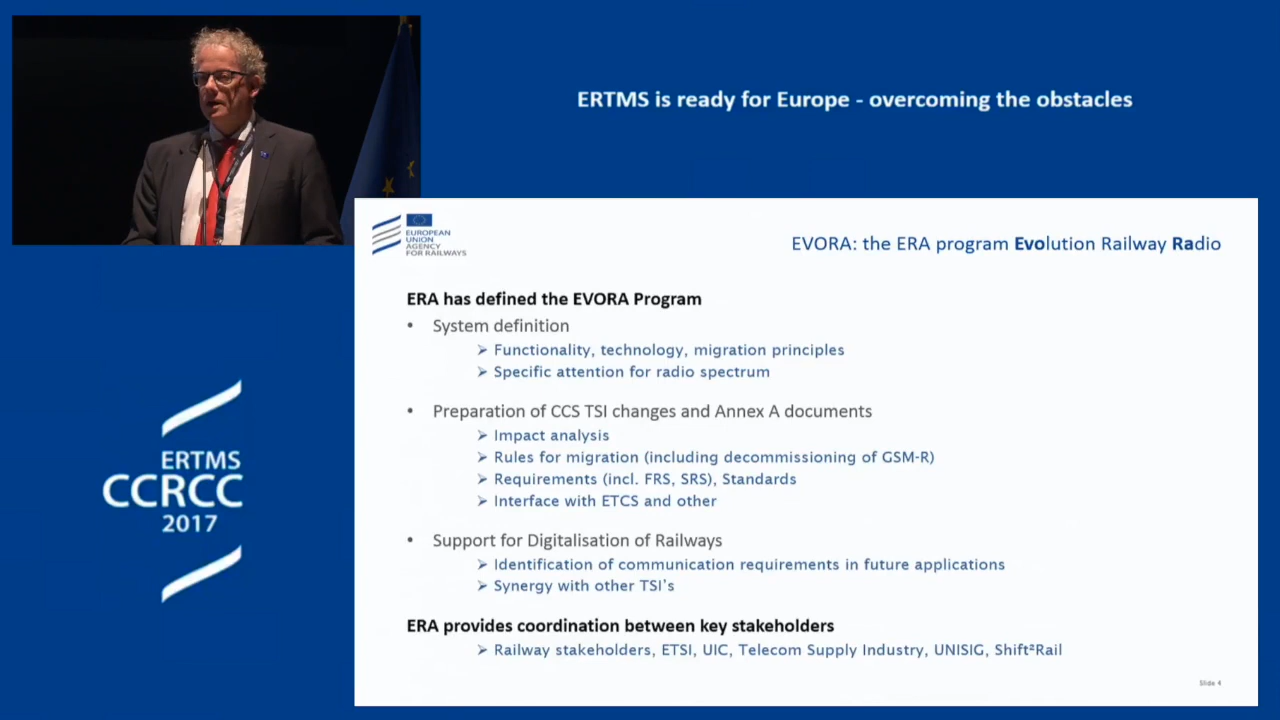 ERTMS is ready for Europe - overcoming the obstacles
EUROPEAN
UNION
AGENCY
FOR RAILWAYS
EVORA: the ERA program Evolution Railway Radio
ERA has defined the EVORA Program
• System definition
➢ Functionality, technology, migration principles
➢ Specific attention for radio spectrum
• Preparation of CCS TSI changes and Annex A documents
➢ Impact analysis
➢ Rules for migration (including decommissioning of GSM-R)
➢ Requirements (incl. FRS, SRS), Standards
➢ Interface with ETCS and other
• Support for Digitalisation of Railways
➢ Identification of communication requirements in future applications
➢ Synergy with other TSI's
ERA provides coordination between key stakeholders
➢ Railway stakeholders, ETSI, UIC, Telecom Supply Industry, UNISIG, Shift²Rail
Slide 4
ERTMS
CCRCC
2017